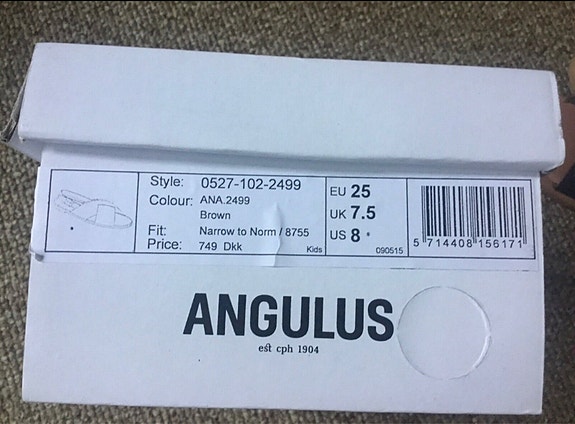 Style: 0527-102-2499
Colour: ANA.2499
Brown
Fit: Narrow to Norm / 8755
Price: 749 Dkk
Kids
EU 25
UK 7.5
US 8
090515
5 714408 156171
ANGULUS
est cph 1904